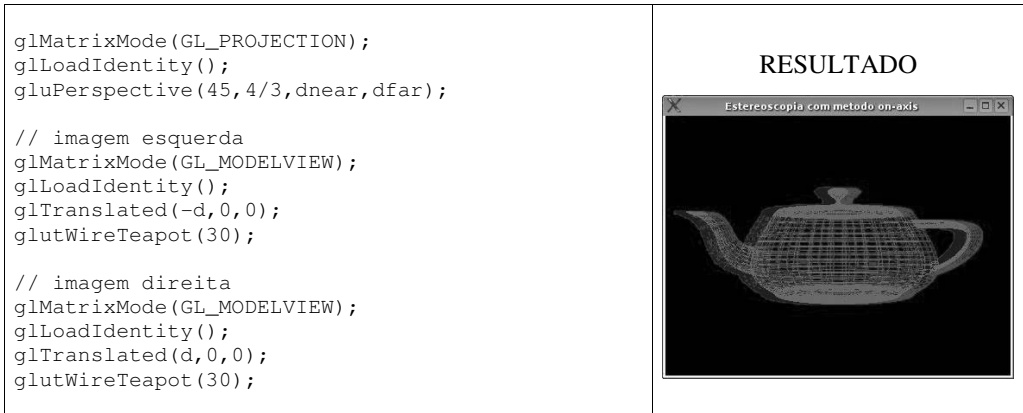 glMatrixMode(GL_PROJECTION);
glLoadIdentity();
gluPerspective(45,4/3,dnear,dfar);
// imagem esquerda
glMatrixMode(GL_MODELVIEW);
glLoadIdentity();
glTranslated(-d,0,0);
glutWireTeapot(30);
// imagem direita
glMatrixMode(GL_MODELVIEW);
glLoadIdentity();
glTranslated(d,0,0);
glutWireTeapot(30);
RESULTADO
Estereoscopia com metodo on-axis